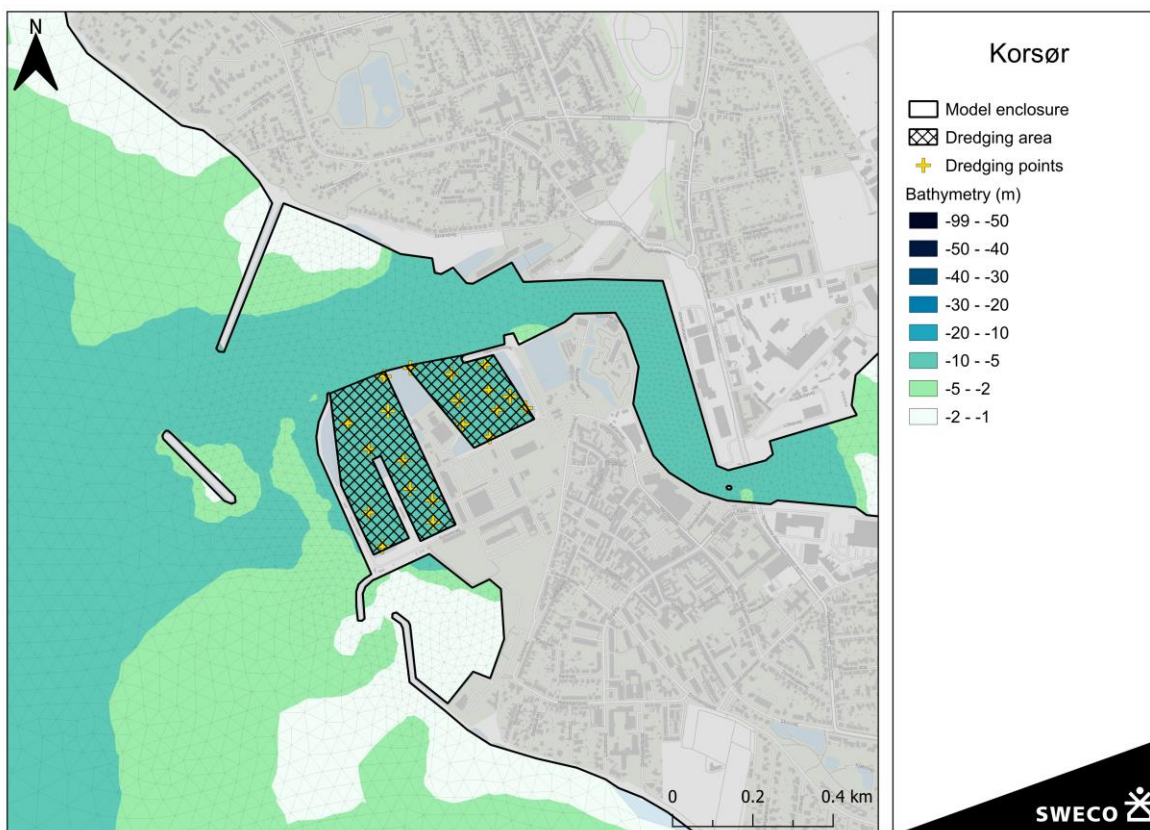 N
0 0.2 0.4 km
Korsør
Model enclosure
Dredging area
Dredging points
Bathymetry (m)
-99 - -50
-50 - -40
-40 - -30
-30 - -20
-20 - -10
-10 - -5
-5 - -2
-2 - -1
SWECO